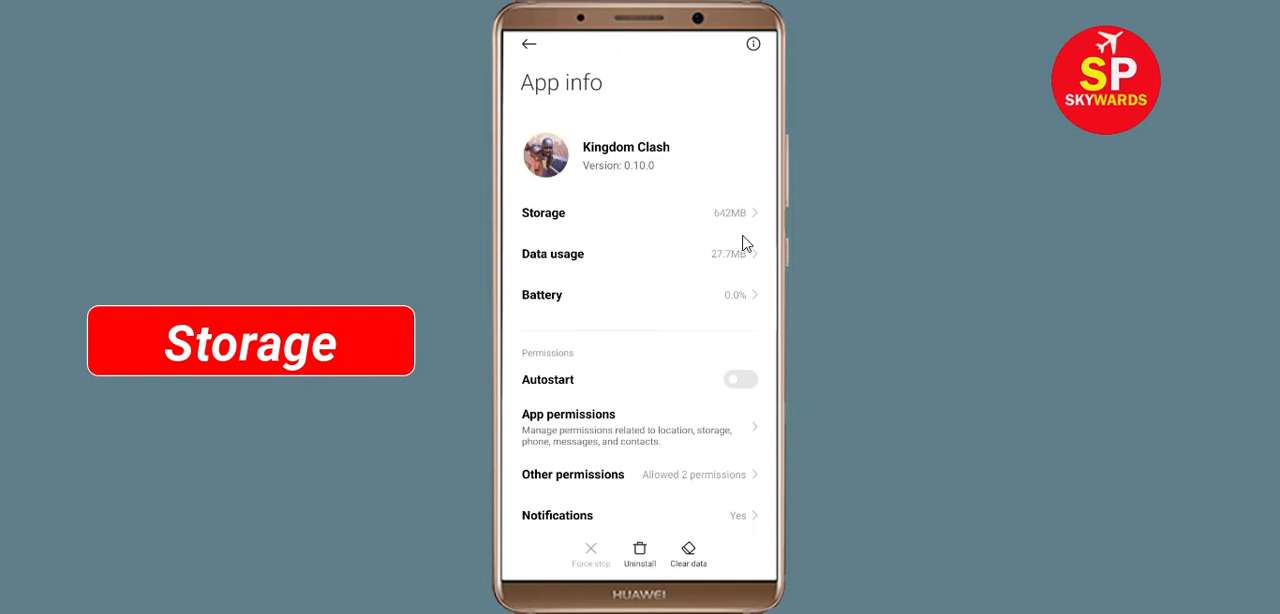 App info
Kingdom Clash
Version: 0.10.0
Storage 642MB
Data usage 27.7MB
Battery 0.0%
Permissions
Autostart
App permissions
Manage permissions related to location, storage,
phone, messages, and contacts.
Other permissions Allowed 2 permissions
Notifications Yes
Force stop Uninstall Clear data
HUAWEI
Storage
SP
SKYWARDS